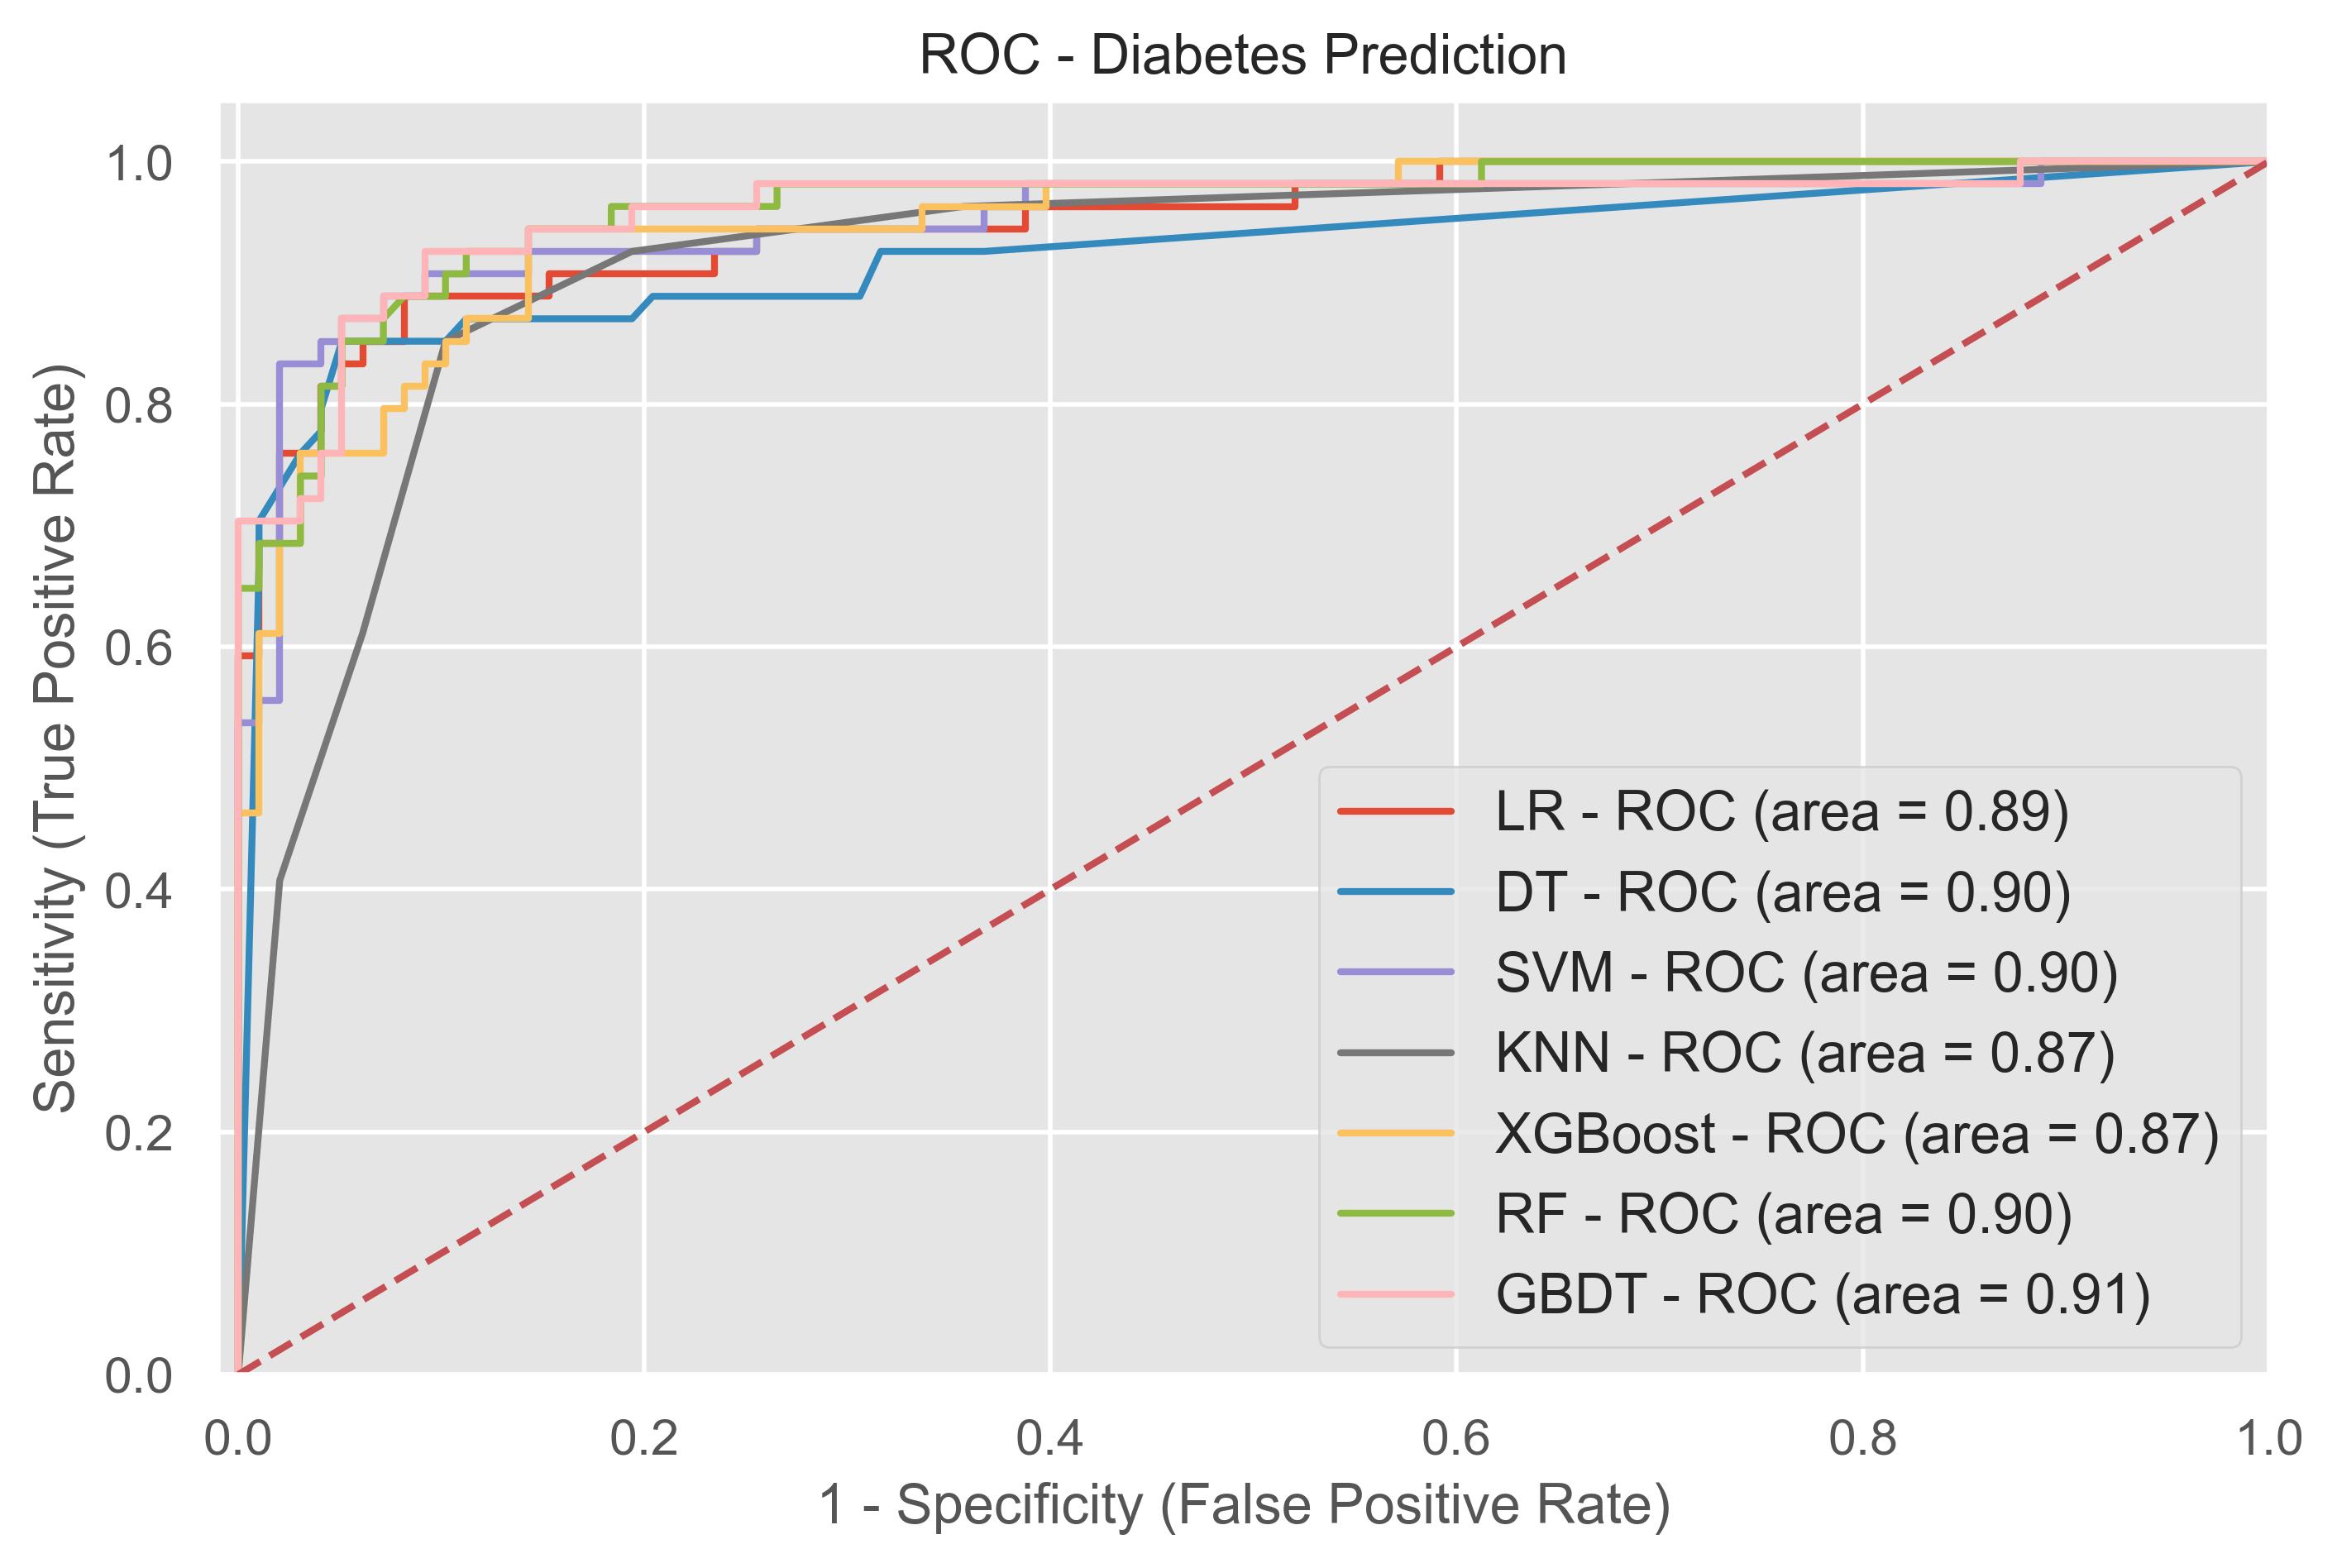 ROC - Diabetes Prediction
Sensitivity (True Positive Rate)
1.0
0.8
0.6
0.4
0.2
0.0
LR - ROC (area = 0.89)
DT - ROC (area = 0.90)
SVM - ROC (area = 0.90)
KNN - ROC (area = 0.87)
XGBoost - ROC (area = 0.87)
RF - ROC (area = 0.90)
GBDT - ROC (area = 0.91)
0.0 0.2 0.4 0.6 0.8 1.0
1 - Specificity (False Positive Rate)